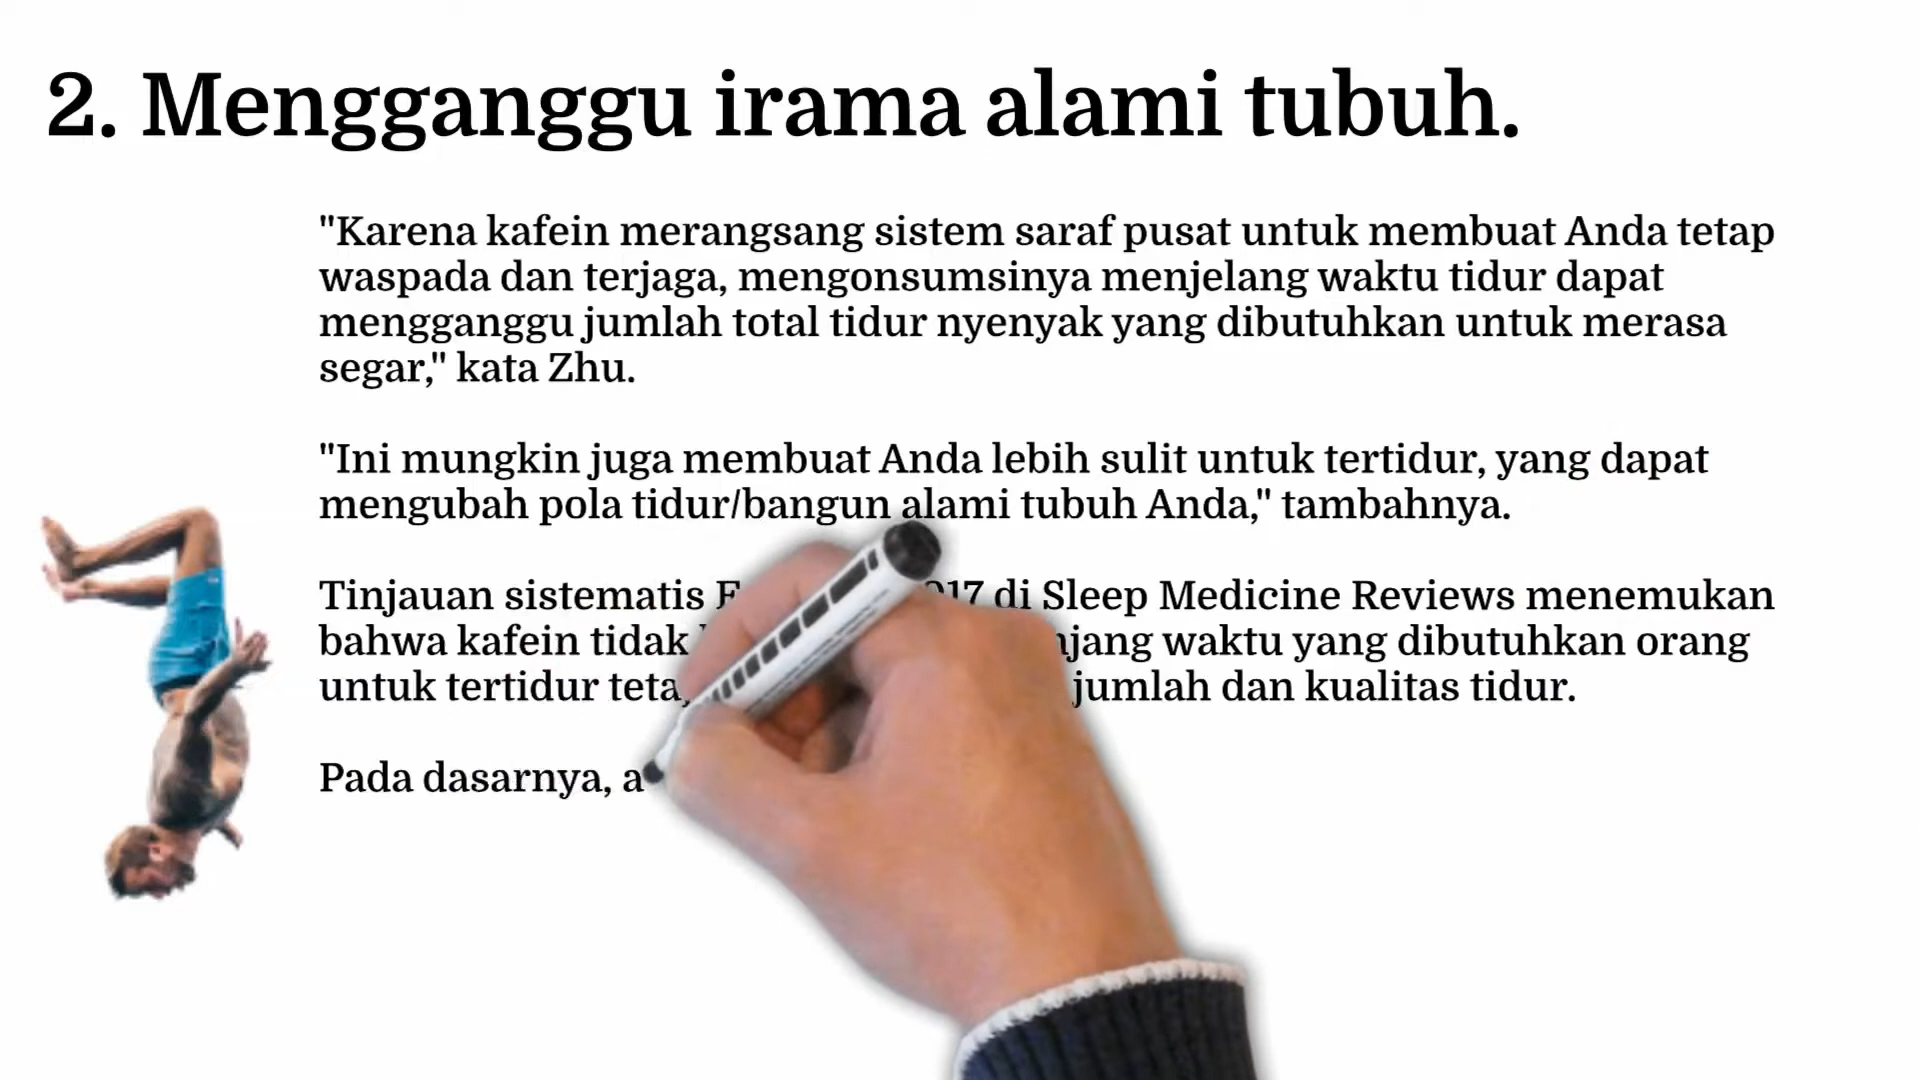 2. Mengganggu irama alami tubuh.
"Karena kafein merangsang sistem saraf pusat untuk membuat Anda tetap
waspada dan terjaga, mengonsumsinya menjelang waktu tidur dapat
mengganggu jumlah total tidur nyenyak yang dibutuhkan untuk merasa
segar," kata Zhu.
"Ini mungkin juga membuat Anda lebih sulit untuk tertidur, yang dapat
mengubah pola tidur/bangun alami tubuh Anda," tambahnya.
Tinjauan sistematis di Sleep Medicine Reviews menemukan
bahwa kafein tidak waktu yang dibutuhkan orang
untuk tertidur jumlah dan kualitas tidur.
Pada dasarnya, a